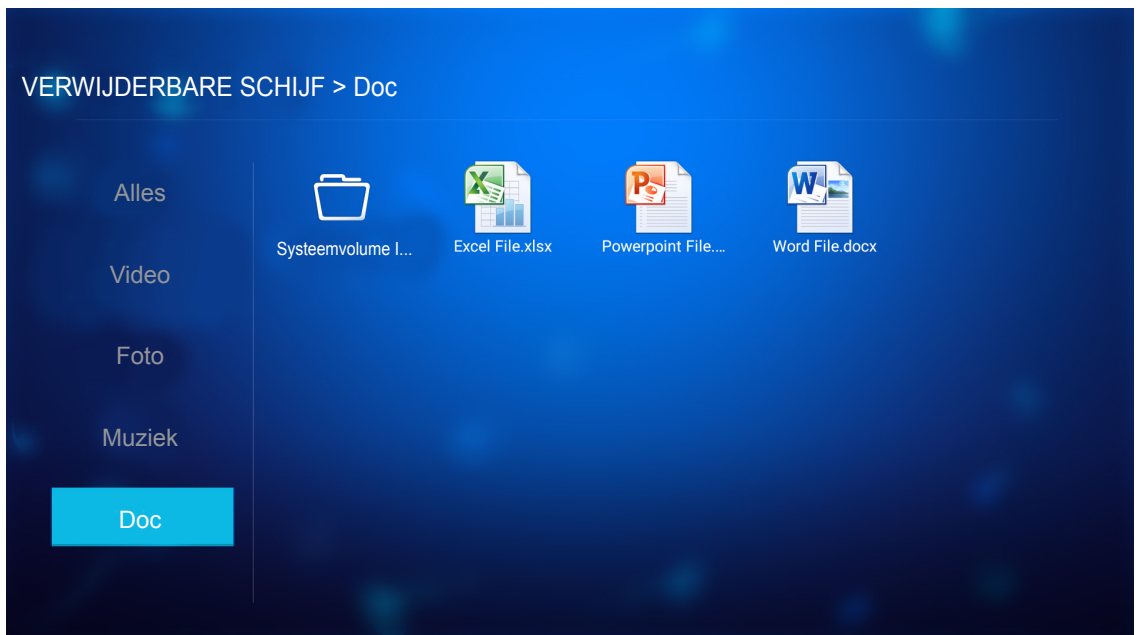 VERWIJDERBARE SCHIJF > Doc
Alles
Video
Foto
Muziek
Doc
Systeemvolume I...
Excel File.xlsx
Powerpoint File....
Word File.docx